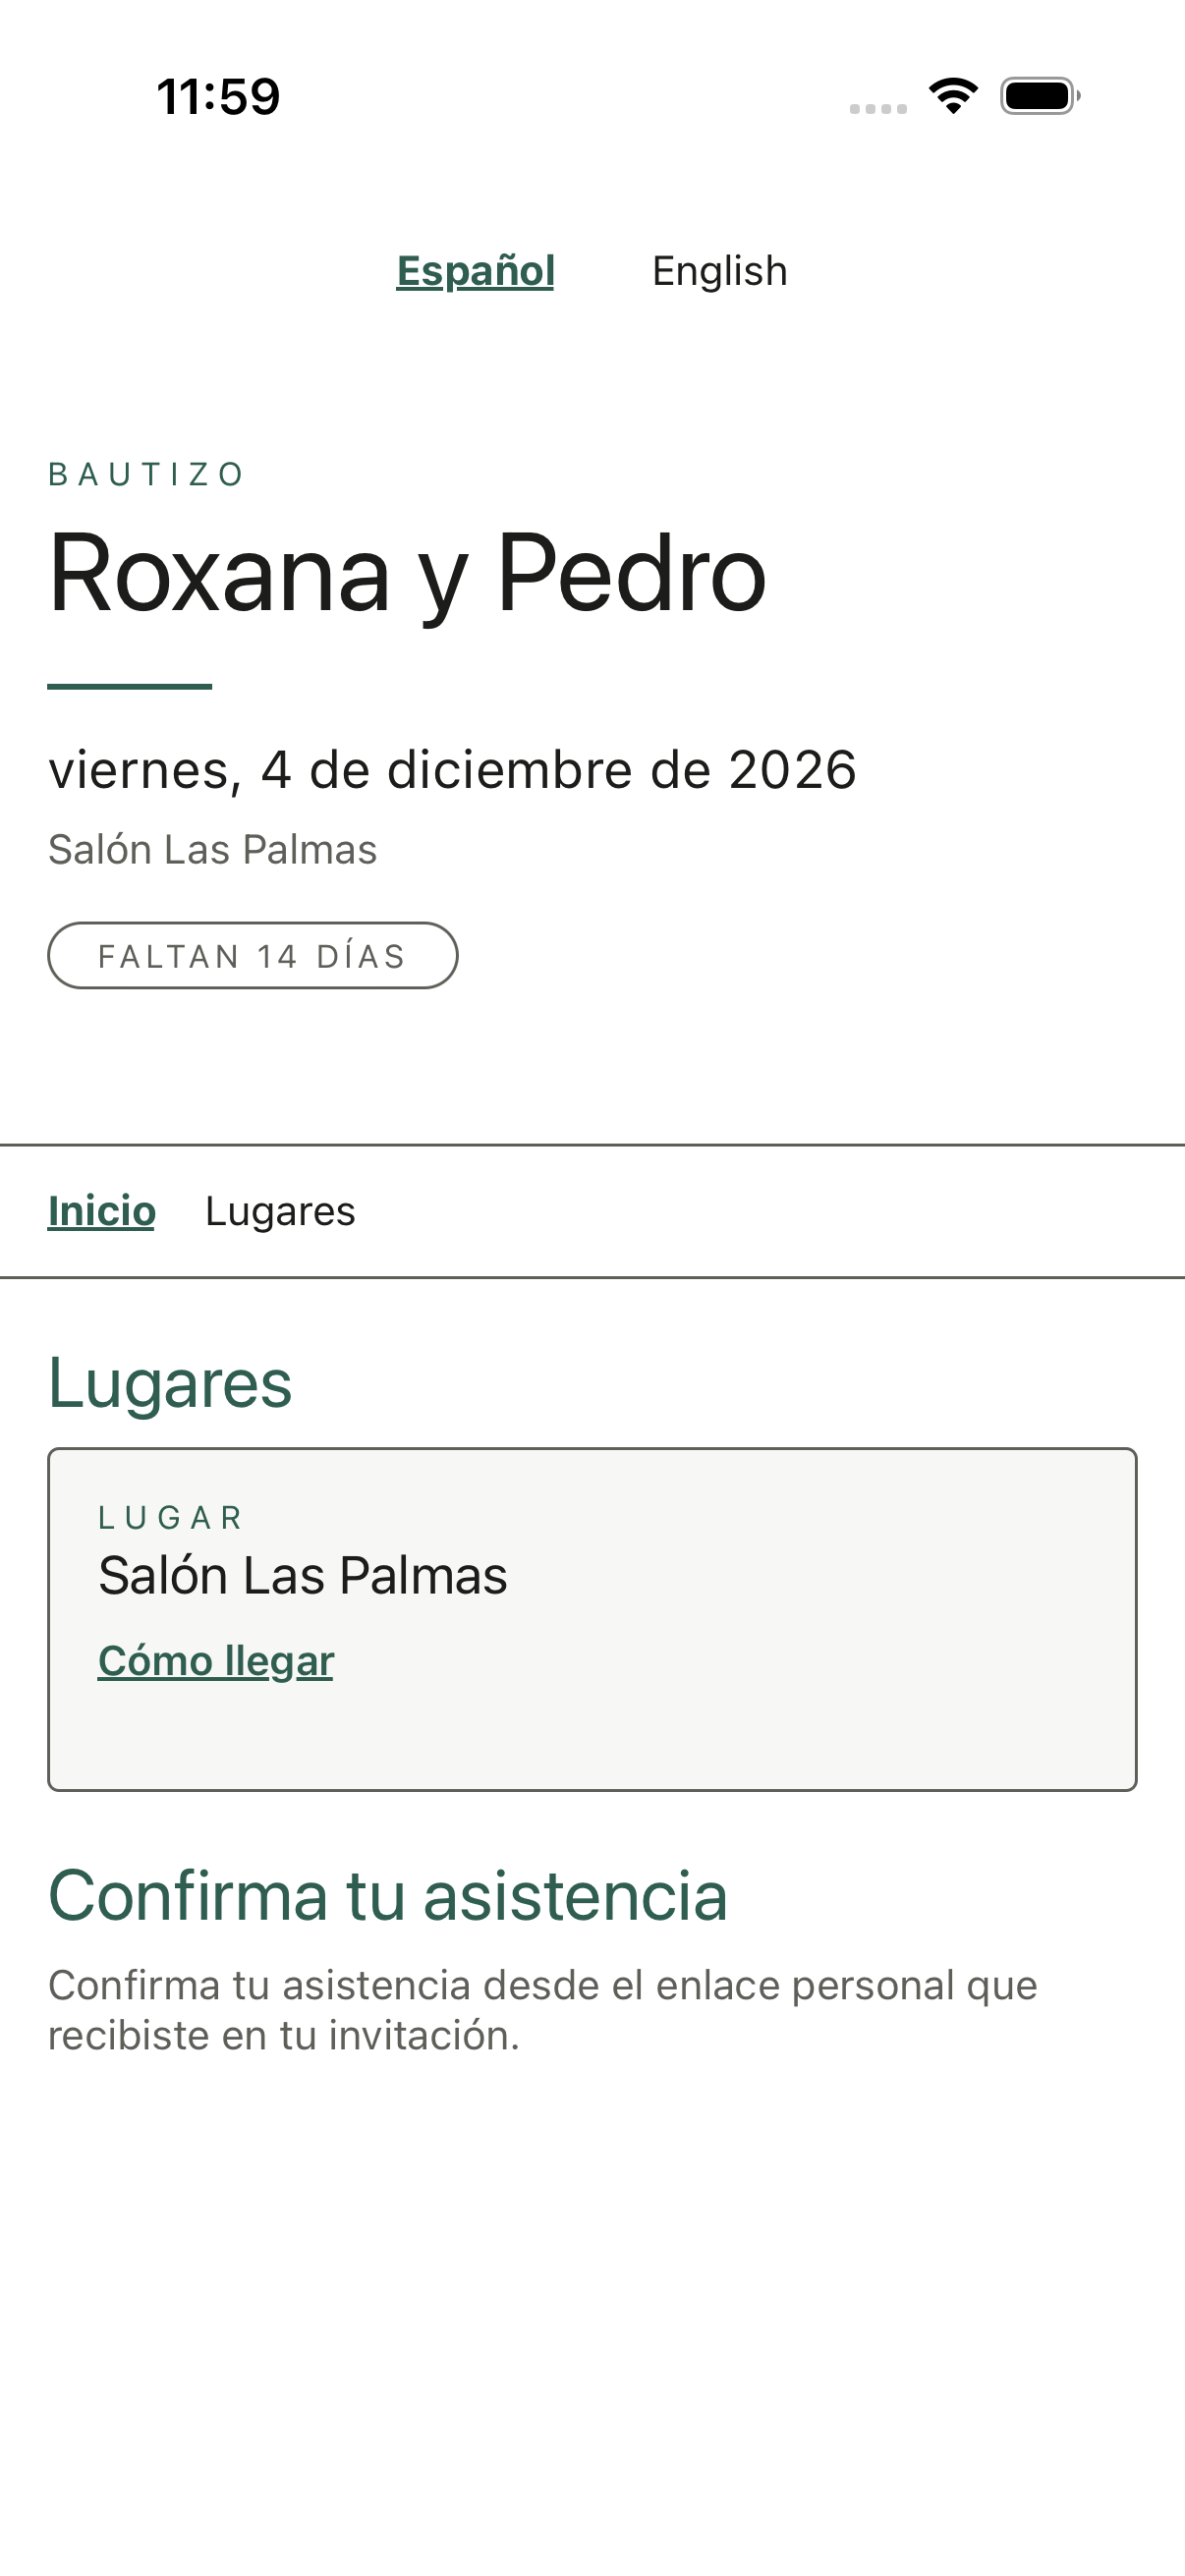 11:59
Español English
BAUTIZO
Roxana y Pedro
viernes, 4 de diciembre de 2026
Salón Las Palmas
FALTAN 14 DÍAS
Inicio Lugares
Lugares
LUGAR
Salón Las Palmas
Cómo llegar
Confirma tu asistencia
Confirma tu asistencia desde el enlace personal que
recibiste en tu invitación.